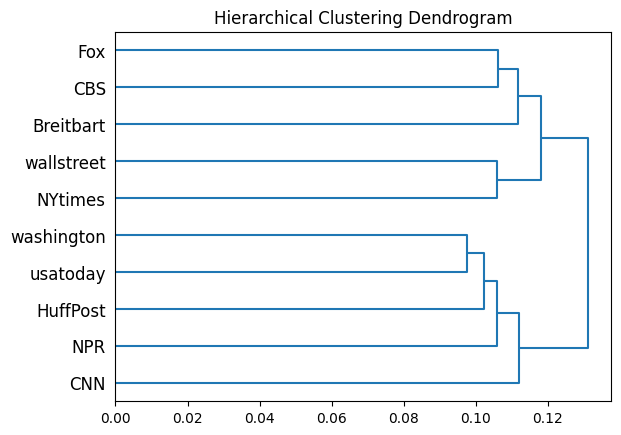 Hierarchical Clustering Dendrogram
Fox
CBS
Breitbart
wallstreet
NYtimes
washington
usatoday
HuffPost
NPR
CNN
0.00 0.02 0.04 0.06 0.08 0.10 0.12